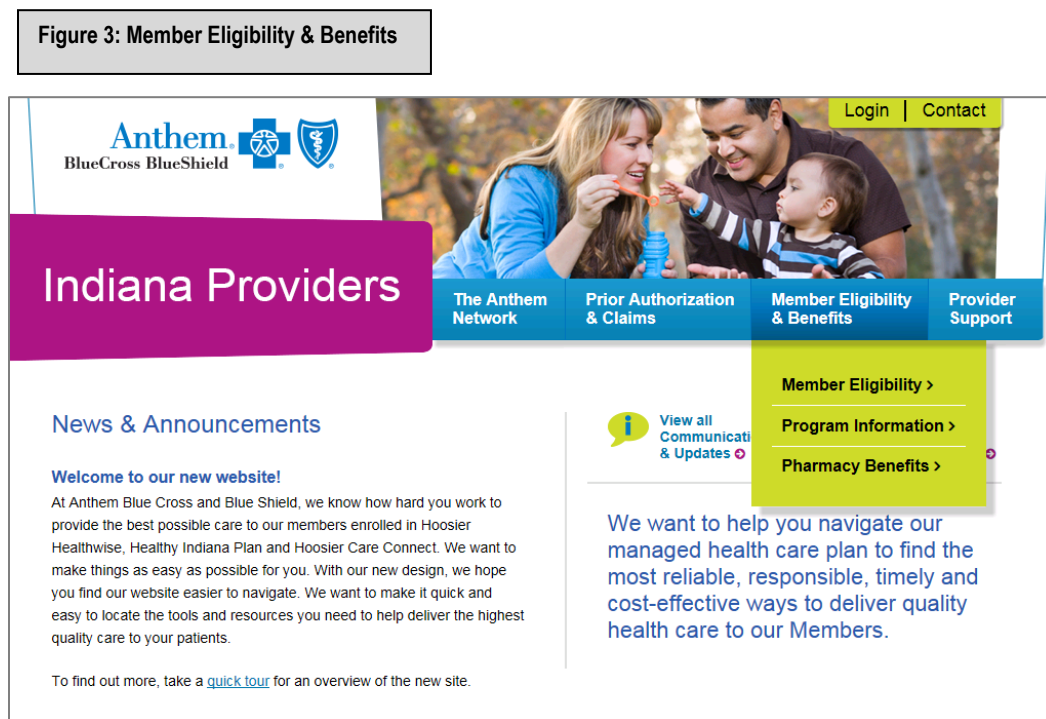 Figure 3: Member Eligibility & Benefits
Login | Contact
Anthem.
BlueCross BlueShield
Indiana Providers
The Anthem
Network
Prior Authorization
& Claims
Member Eligibility
& Benefits
Provider
Support
Member Eligibility >
Program Information >
Pharmacy Benefits >
News & Announcements
Welcome to our new website!
At Anthem Blue Cross and Blue Shield, we know how hard you work to
provide the best possible care to our members enrolled in Hoosier
Healthwise, Healthy Indiana Plan and Hoosier Care Connect. We want to
make things as easy as possible for you. With our new design, we hope
you find our website easier to navigate. We want to make it quick and
easy to locate the tools and resources you need to help deliver the highest
quality care to your patients.
To find out more, take a quick tour for an overview of the new site.
i
View all
Communicati
& Updates
We want to help you navigate our
managed health care plan to find the
most reliable, responsible, timely and
cost-effective ways to deliver quality
health care to our Members.